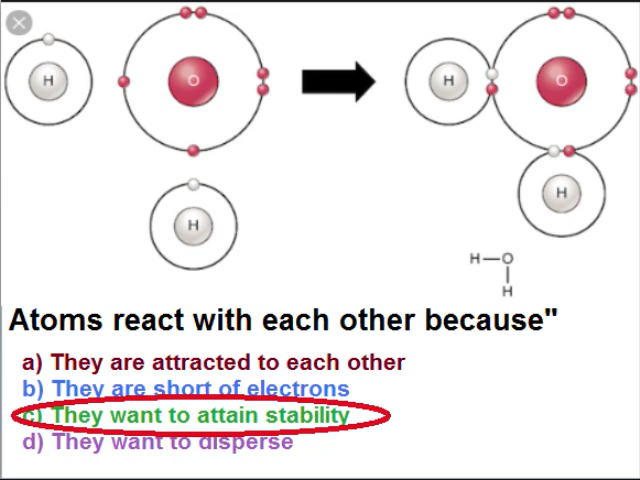 H O H O
H H
H—O
H
Atoms react with each other because"
a) They are attracted to each other
b) They are short of electrons
c) They want to attain stability
d) They want to disperse